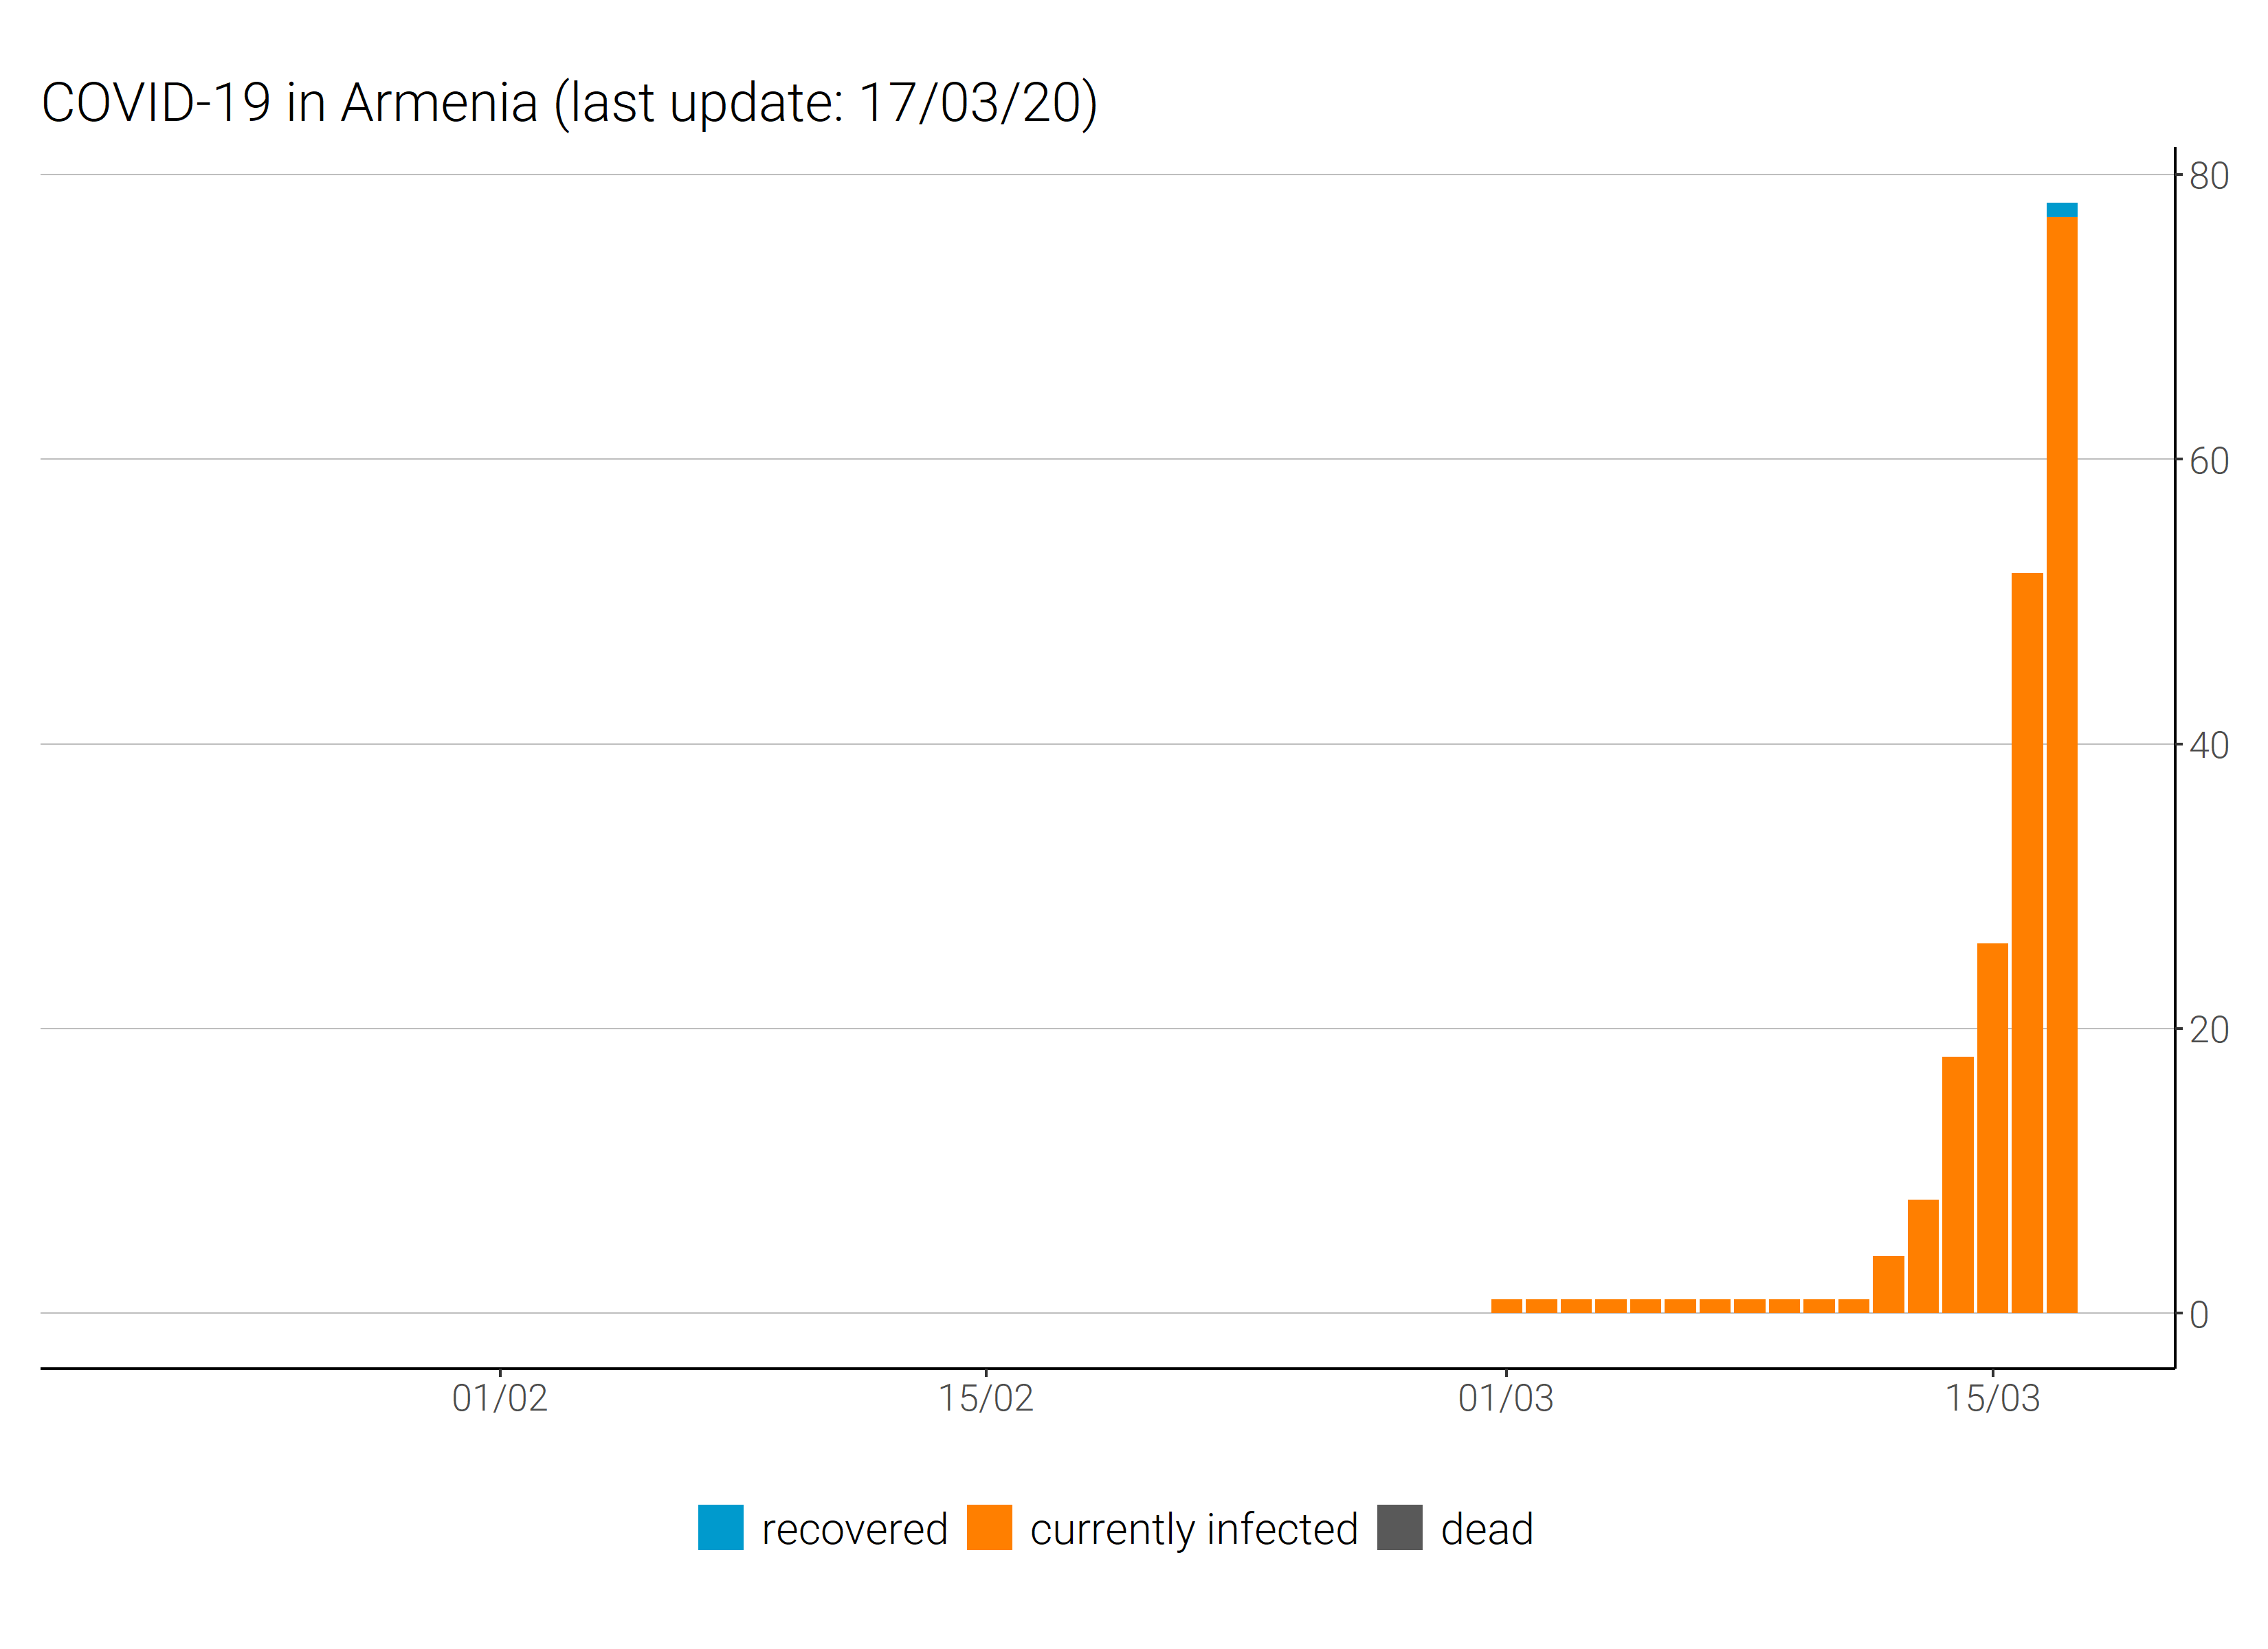 COVID-19 in Armenia (last update: 17/03/20)
80
60
40
20
0
01/02 15/02 01/03 15/03
recovered currently infected dead